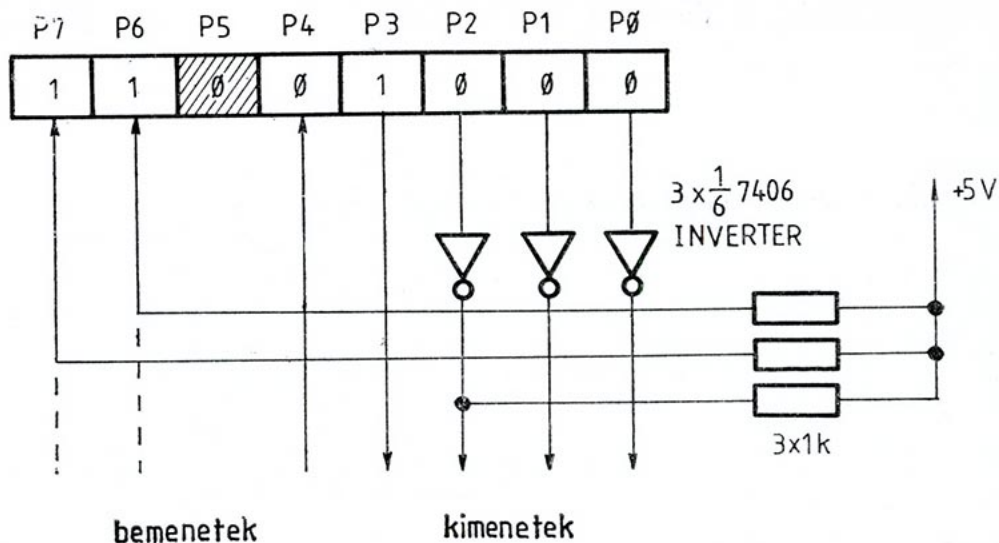 P7 P6 P5 P4 P3 P2 P1 PØ
1 1 Ø Ø 1 Ø Ø Ø
3 x 1/6 7406
INVERTER
+5V
3x1k
bemenetek kimenetek